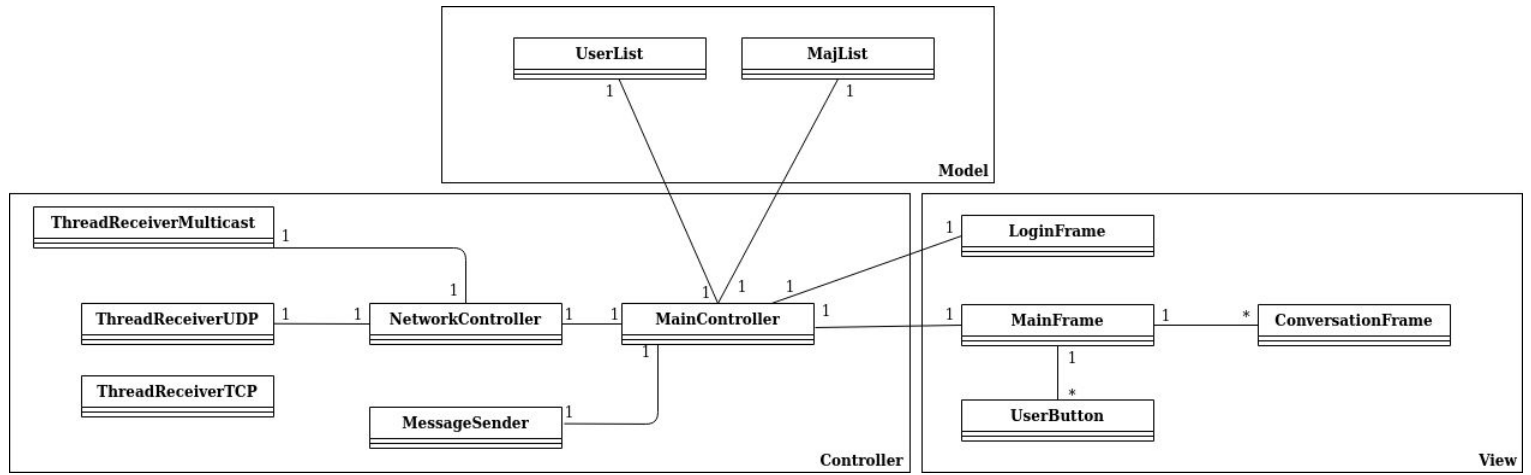 UserList
MajList
1
1
Model
ThreadReceiverMulticast
1
1
ThreadReceiverUDP
1
1
NetworkController
1
1
MainController
1
1
1
1
1
ThreadReceiverTCP
MessageSender
1
1
Controller
LoginFrame
1
MainFrame
1
1
*
ConversationFrame
1
*
UserButton
View